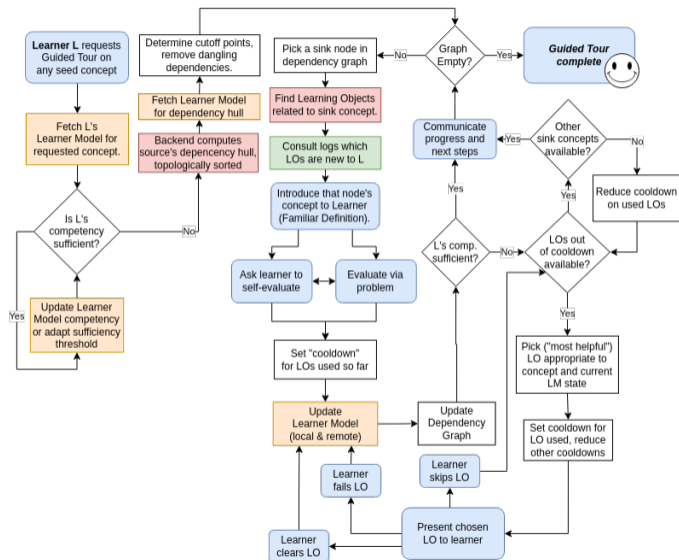 Learner L requests
Guided Tour on
any seed concept
Fetch L's
Learner Model for
requested concept.
Is L's
competency
sufficient?
Yes
No
Update Learner
Model competency
or adapt sufficiency
threshold
Determine cutoff points,
remove dangling
dependencies.
Fetch Learner Model
for dependency hull
Backend computes
source's depencency hull,
topologically sorted
Pick a sink node in
dependency graph
No
Graph
Empty?
Yes
Guided Tour
complete
Find Learning Objects
related to sink concept.
Consult logs which
LOs are new to L
Introduce that node's
concept to Learner
(Familiar Definition).
Ask learner to
self-evaluate
Evaluate via
problem
Set "cooldown"
for LOs used so far
Update
Learner Model
(local & remote)
Update
Dependency
Graph
Communicate
progress and
next steps
Yes
Other
sink concepts
available?
No
Reduce cooldown
on used LOs
Yes
Yes
L's comp.
sufficient?
No
LOs out
of cooldown
available?
Yes
Pick ("most helpful")
LO appropriate to
concept and current
LM state
Set cooldown for
LO used, reduce
other cooldowns
Learner
fails LO
Learner
skips LO
Learner
clears LO
Present chosen
LO to learner